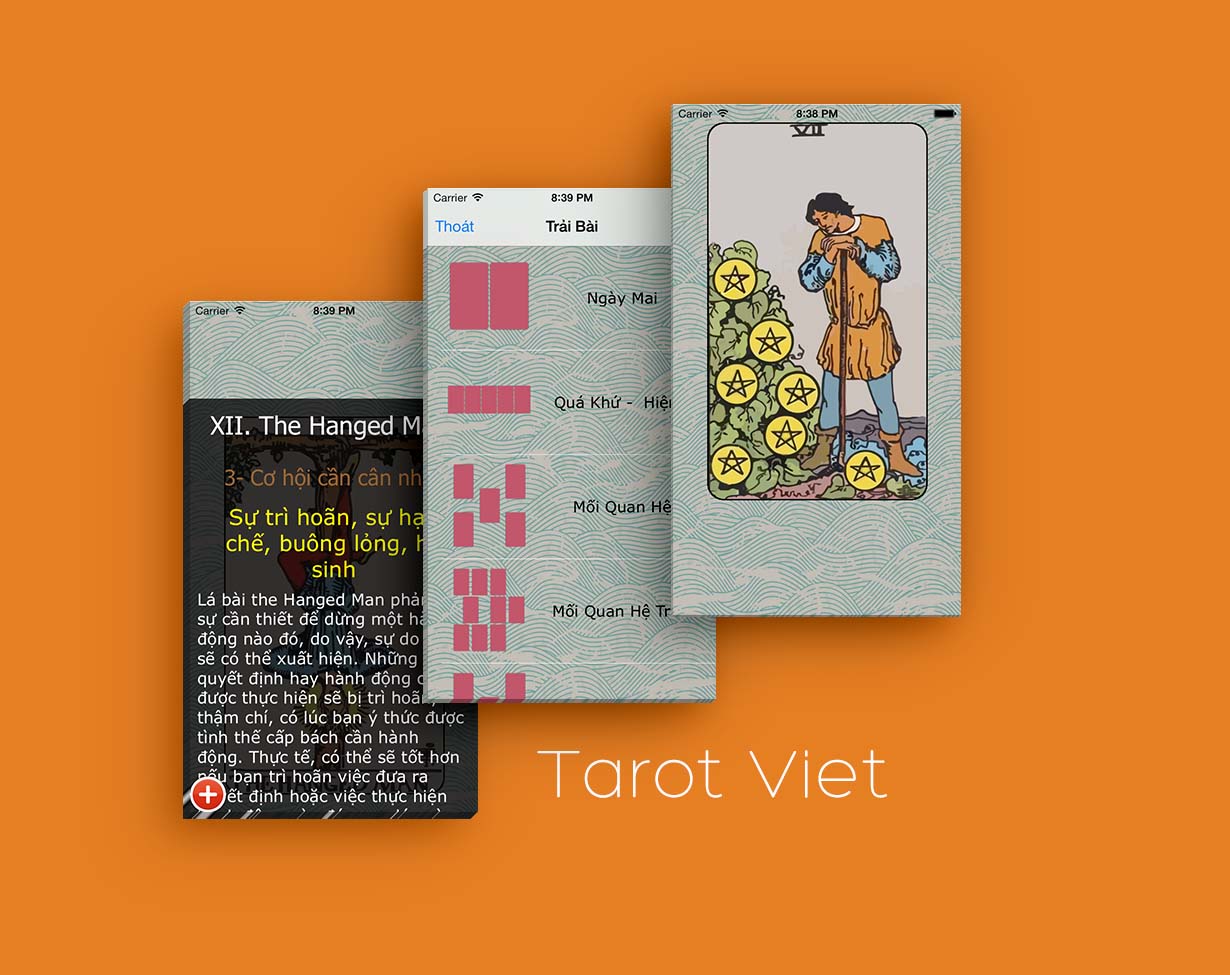 Carrier 8:38 PM
VII
Carrier 8:39 PM
Thoát Trải Bài
Ngày Mai
Quá Khứ - Hiện
Mối Quan Hệ
Mối Quan Hệ
Carrier 8:39 PM
XII. The Hanged
3- Cơ hội cần cân
Sự trì hoãn, sự
chế, buông lỏng,
sinh
Lá bài the Hanged Man phản
sự cần thiết để dừng một
động nào đó, do vậy, sự do
sẽ có thể xuất hiện. Những
quyết định hay hành động
được thực hiện sẽ bị trì hoãn,
thậm chí, có lúc bạn ý thức được
tình thế cấp bách cần hành
động. Thực tế, có thể sẽ tốt hơn
nếu bạn trì hoãn việc đưa ra
định hoặc việc thực hiện
THE HANGED MAN
Tarot Viet